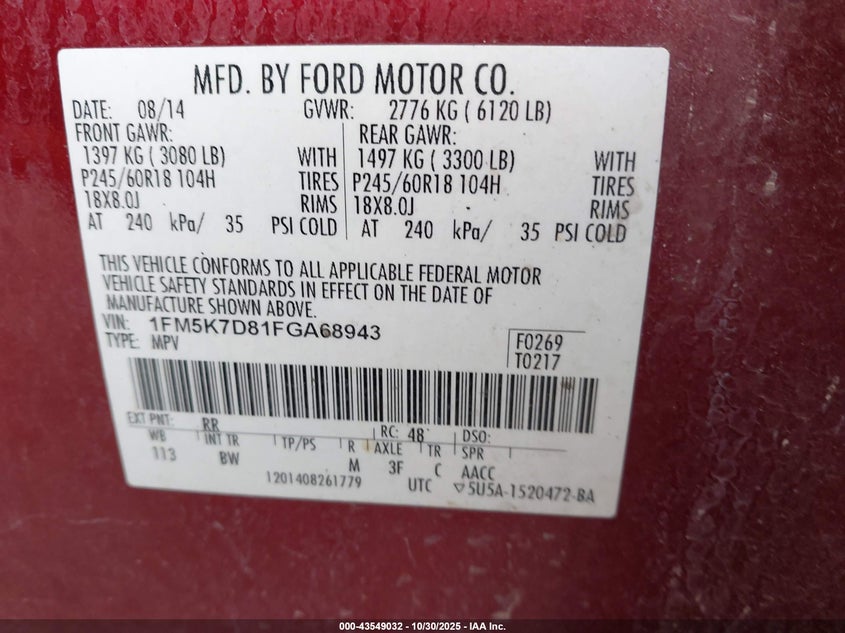 MFD. BY FORD MOTOR CO.
DATE: 08/14 GVWR: 2776 KG ( 6120 LB)
FRONT GAWR: REAR GAWR:
1397 KG ( 3080 LB) WITH 1497 KG ( 3300 LB) WITH
P245/60R18 104H TIRES P245/60R18 104H TIRES
18X8.0J RIMS 18X8.0J RIMS
AT 240 kPa/ 35 PSI COLD AT 240 kPa/ 35 PSI COLD
THIS VEHICLE CONFORMS TO ALL APPLICABLE FEDERAL MOTOR
VEHICLE SAFETY STANDARDS IN EFFECT ON THE DATE OF
MANUFACTURE SHOWN ABOVE.
VIN: 1FM5K7D81FGA68943
TYPE: MPV
F0269
T0217
EXT PNT: RR RC: 48 DSO:
WB INT TR TP/PS R AXLE TR SPR
113 BW M 3F C AACC
1201408261779 UTC ▽5U5A-1520472-BA
000-43549032 - 10/30/2025 - IAA Inc.